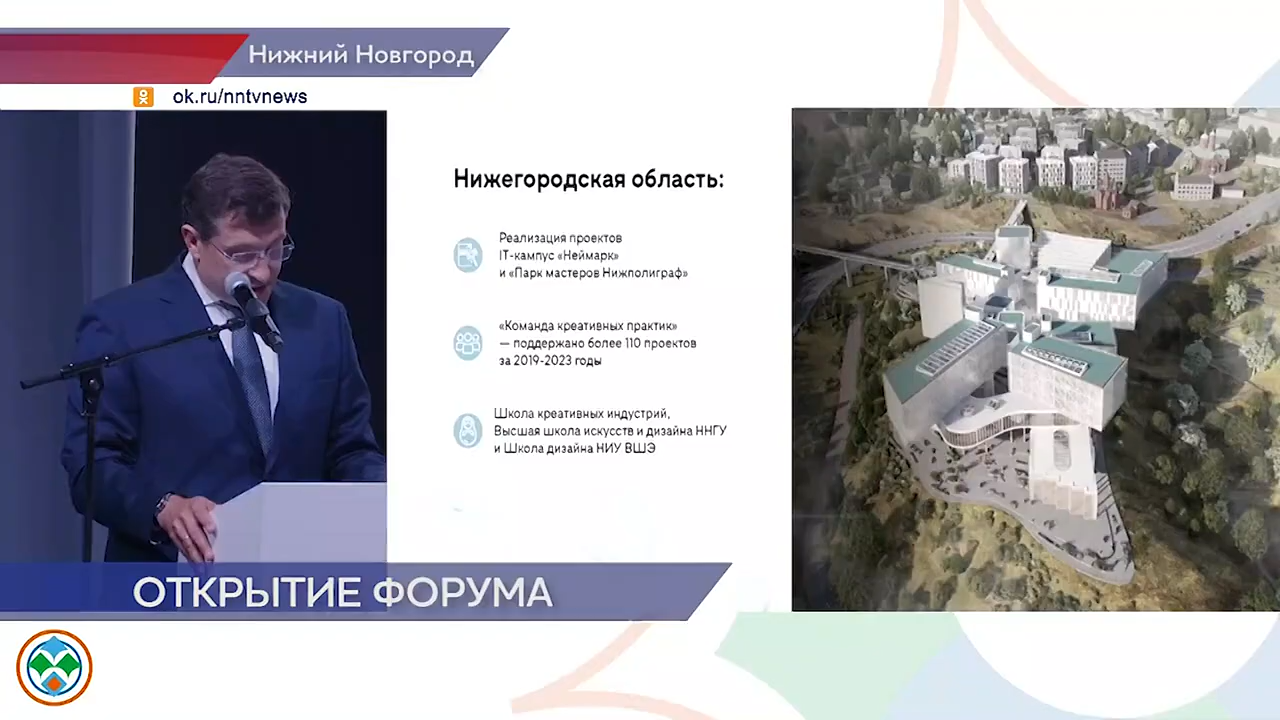 Нижний Новгород
ok.ru/nntvnews
Нижегородская область:
Реализация проектов
IT-кампус «Неймарк»
и «Парк мастеров Нижполиграф»
«Команда креативных практик»
— поддержано более 110 проектов
за 2019-2023 годы
Школа креативных индустрий,
Высшая школа искусств и дизайна ННГУ
и Школа дизайна НИУ ВШЭ
ОТКРЫТИЕ ФОРУМА